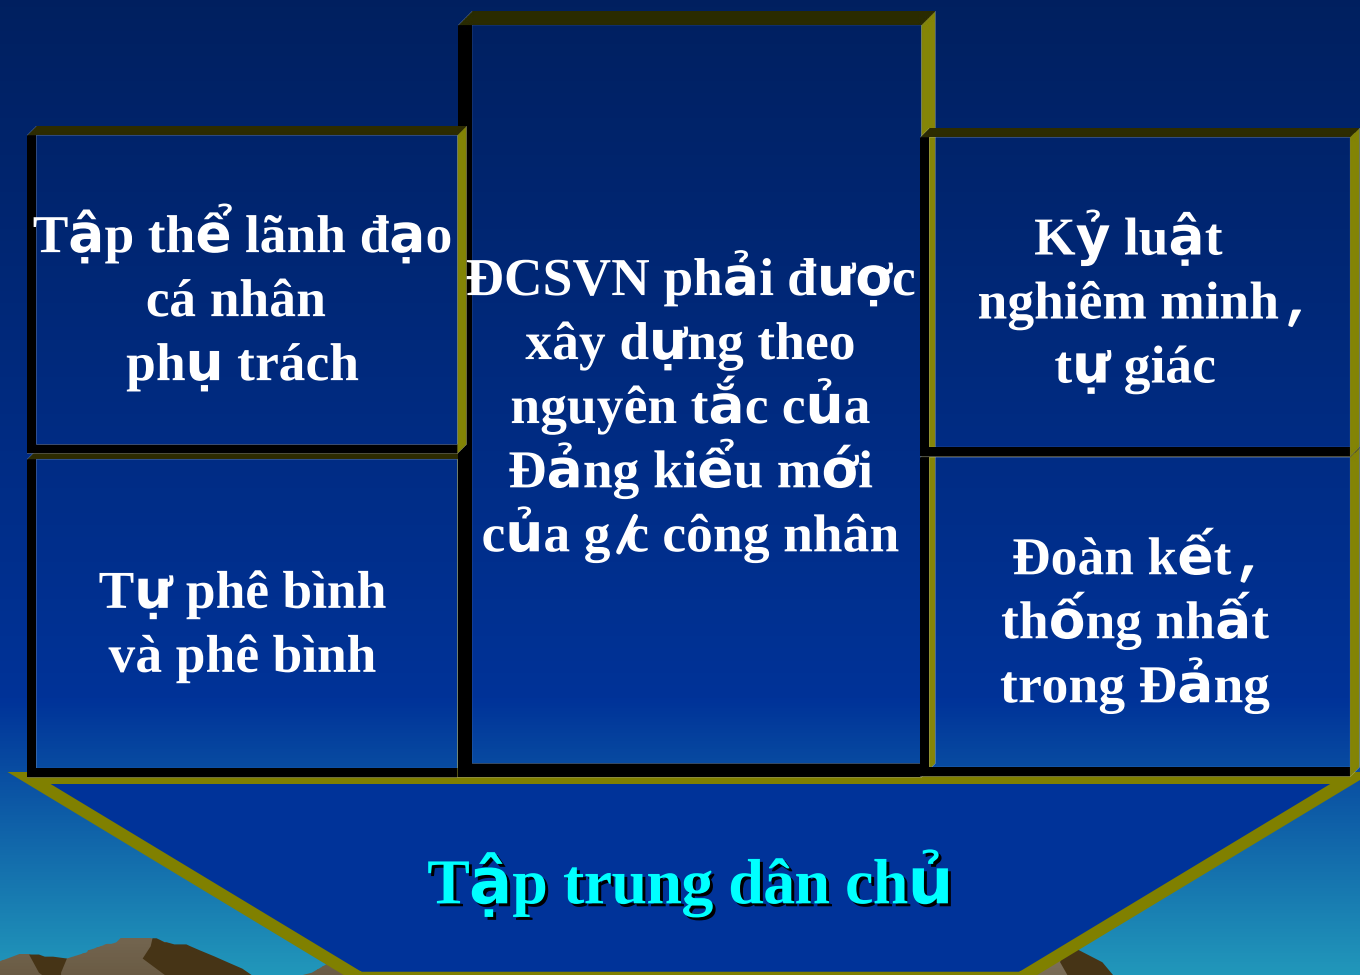 Tập thể lãnh đạo
cá nhân
phụ trách
Tự phê bình
và phê bình
ĐCSVN phải được
xây dựng theo
nguyên tắc của
Đảng kiểu mới
của g/c công nhân
Kỷ luật
nghiêm minh,
tự giác
Đoàn kết,
thống nhất
trong Đảng
Tập trung dân chủ